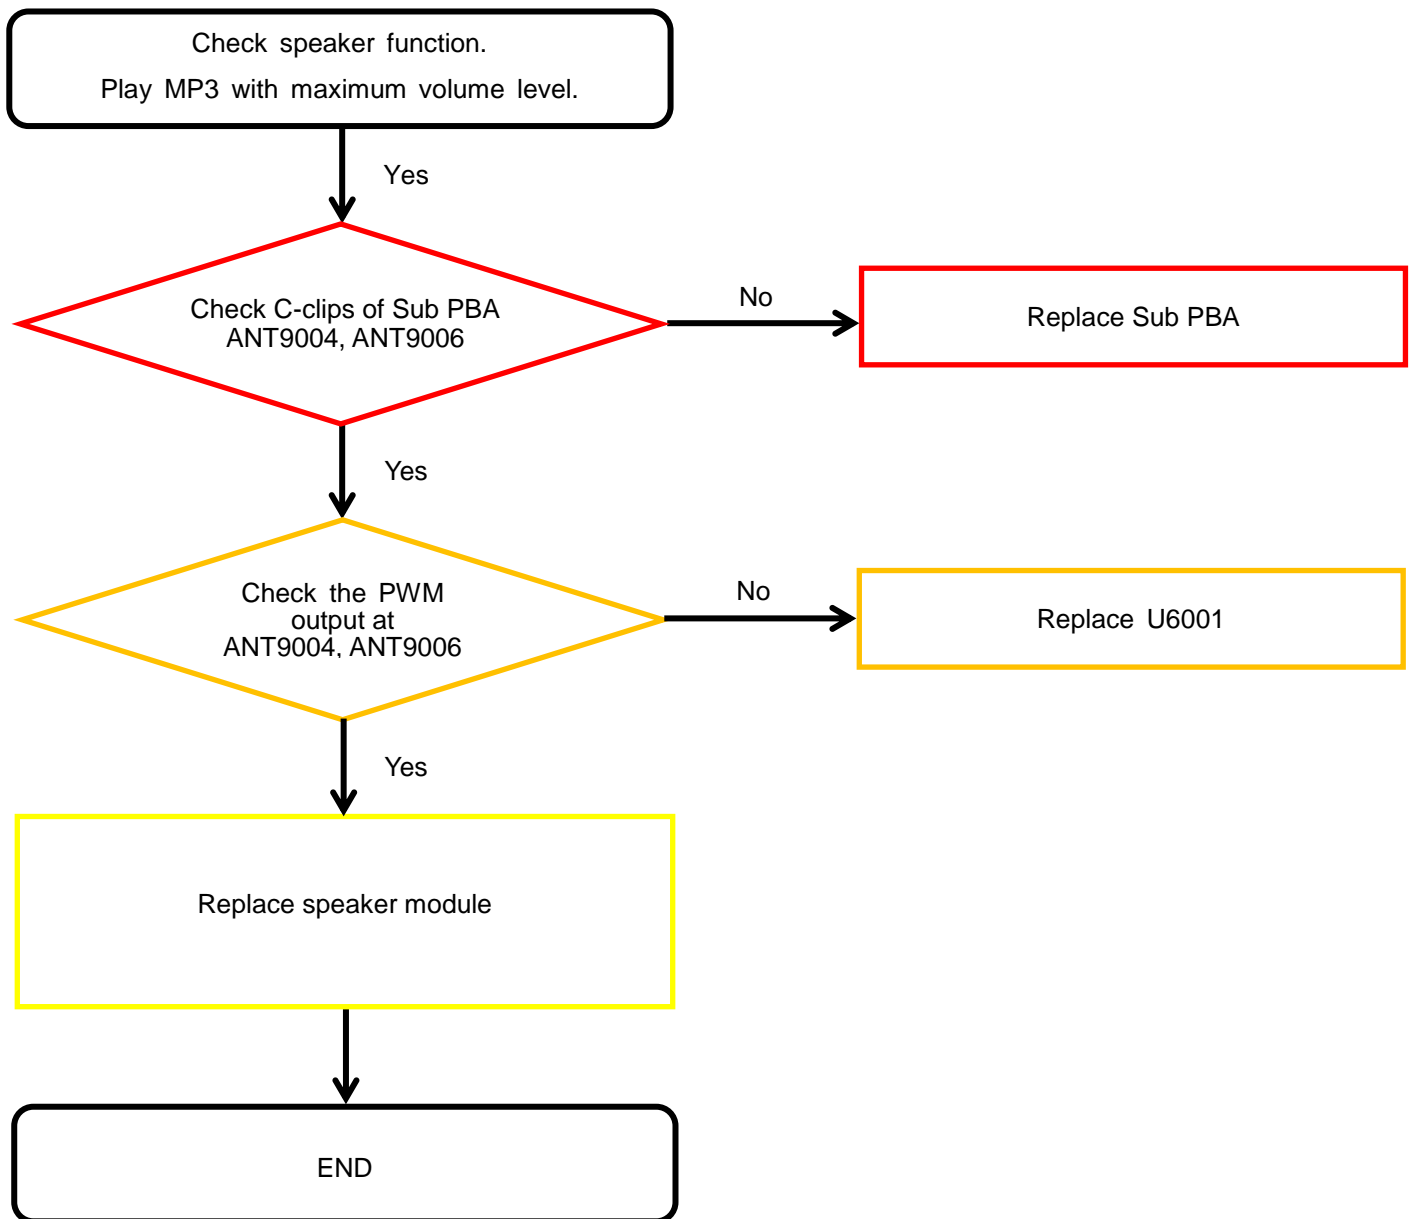 Check speaker function.
Play MP3 with maximum volume level.
Yes
Check C-clips of Sub PBA
ANT9004, ANT9006
No
Replace Sub PBA
Yes
Check the PWM
output at
ANT9004, ANT9006
No
Replace U6001
Yes
Replace speaker module
END